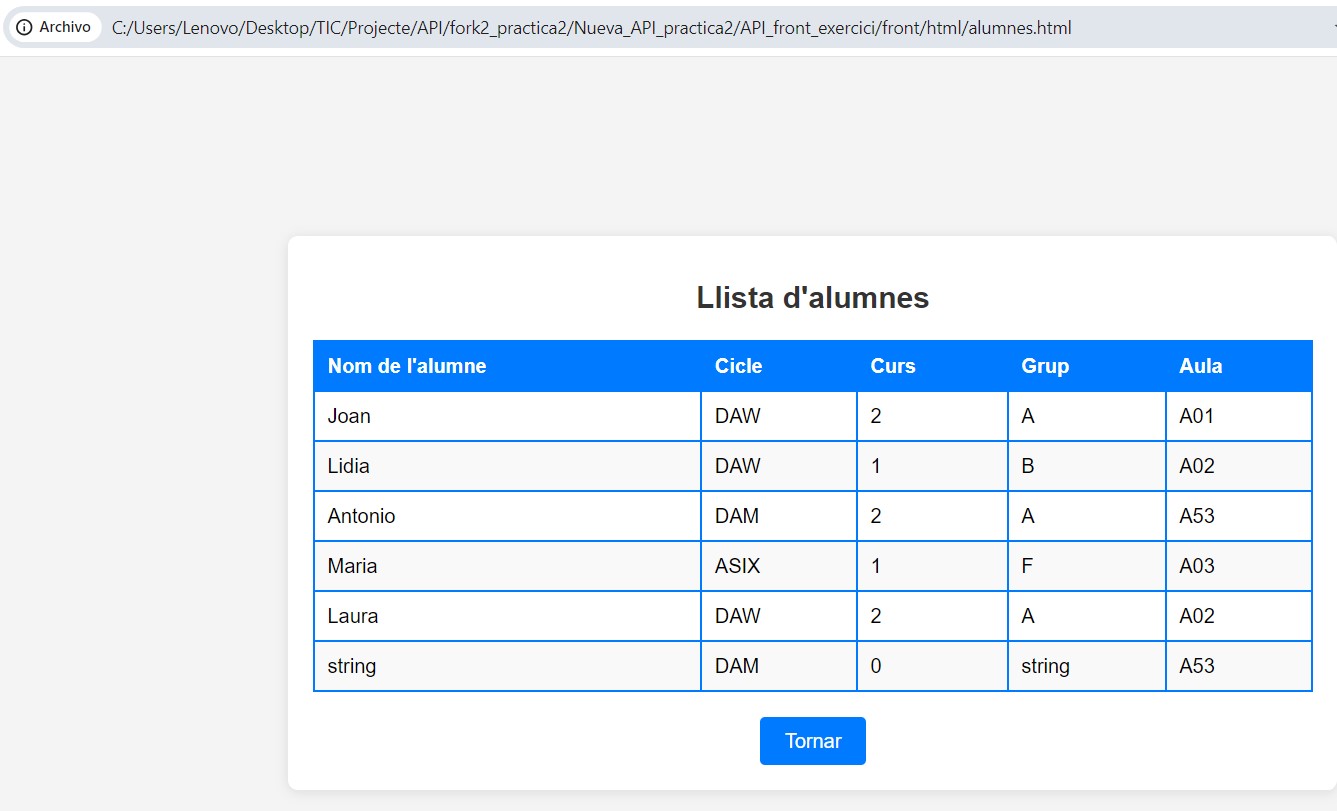 Archivo C:/Users/Lenovo/Desktop/TIC/Projecte/API/fork2_practica2/Nueva_API_practica2/API_front_exercici/front/html/alumnes.html
Llista d'alumnes
Nom de l'alumne Cicle Curs Grup Aula
Joan DAW 2 A A01
Lidia DAW 1 B A02
Antonio DAM 2 A A53
Maria ASIX 1 F A03
Laura DAW 2 A A02
string DAM 0 string A53
Tornar